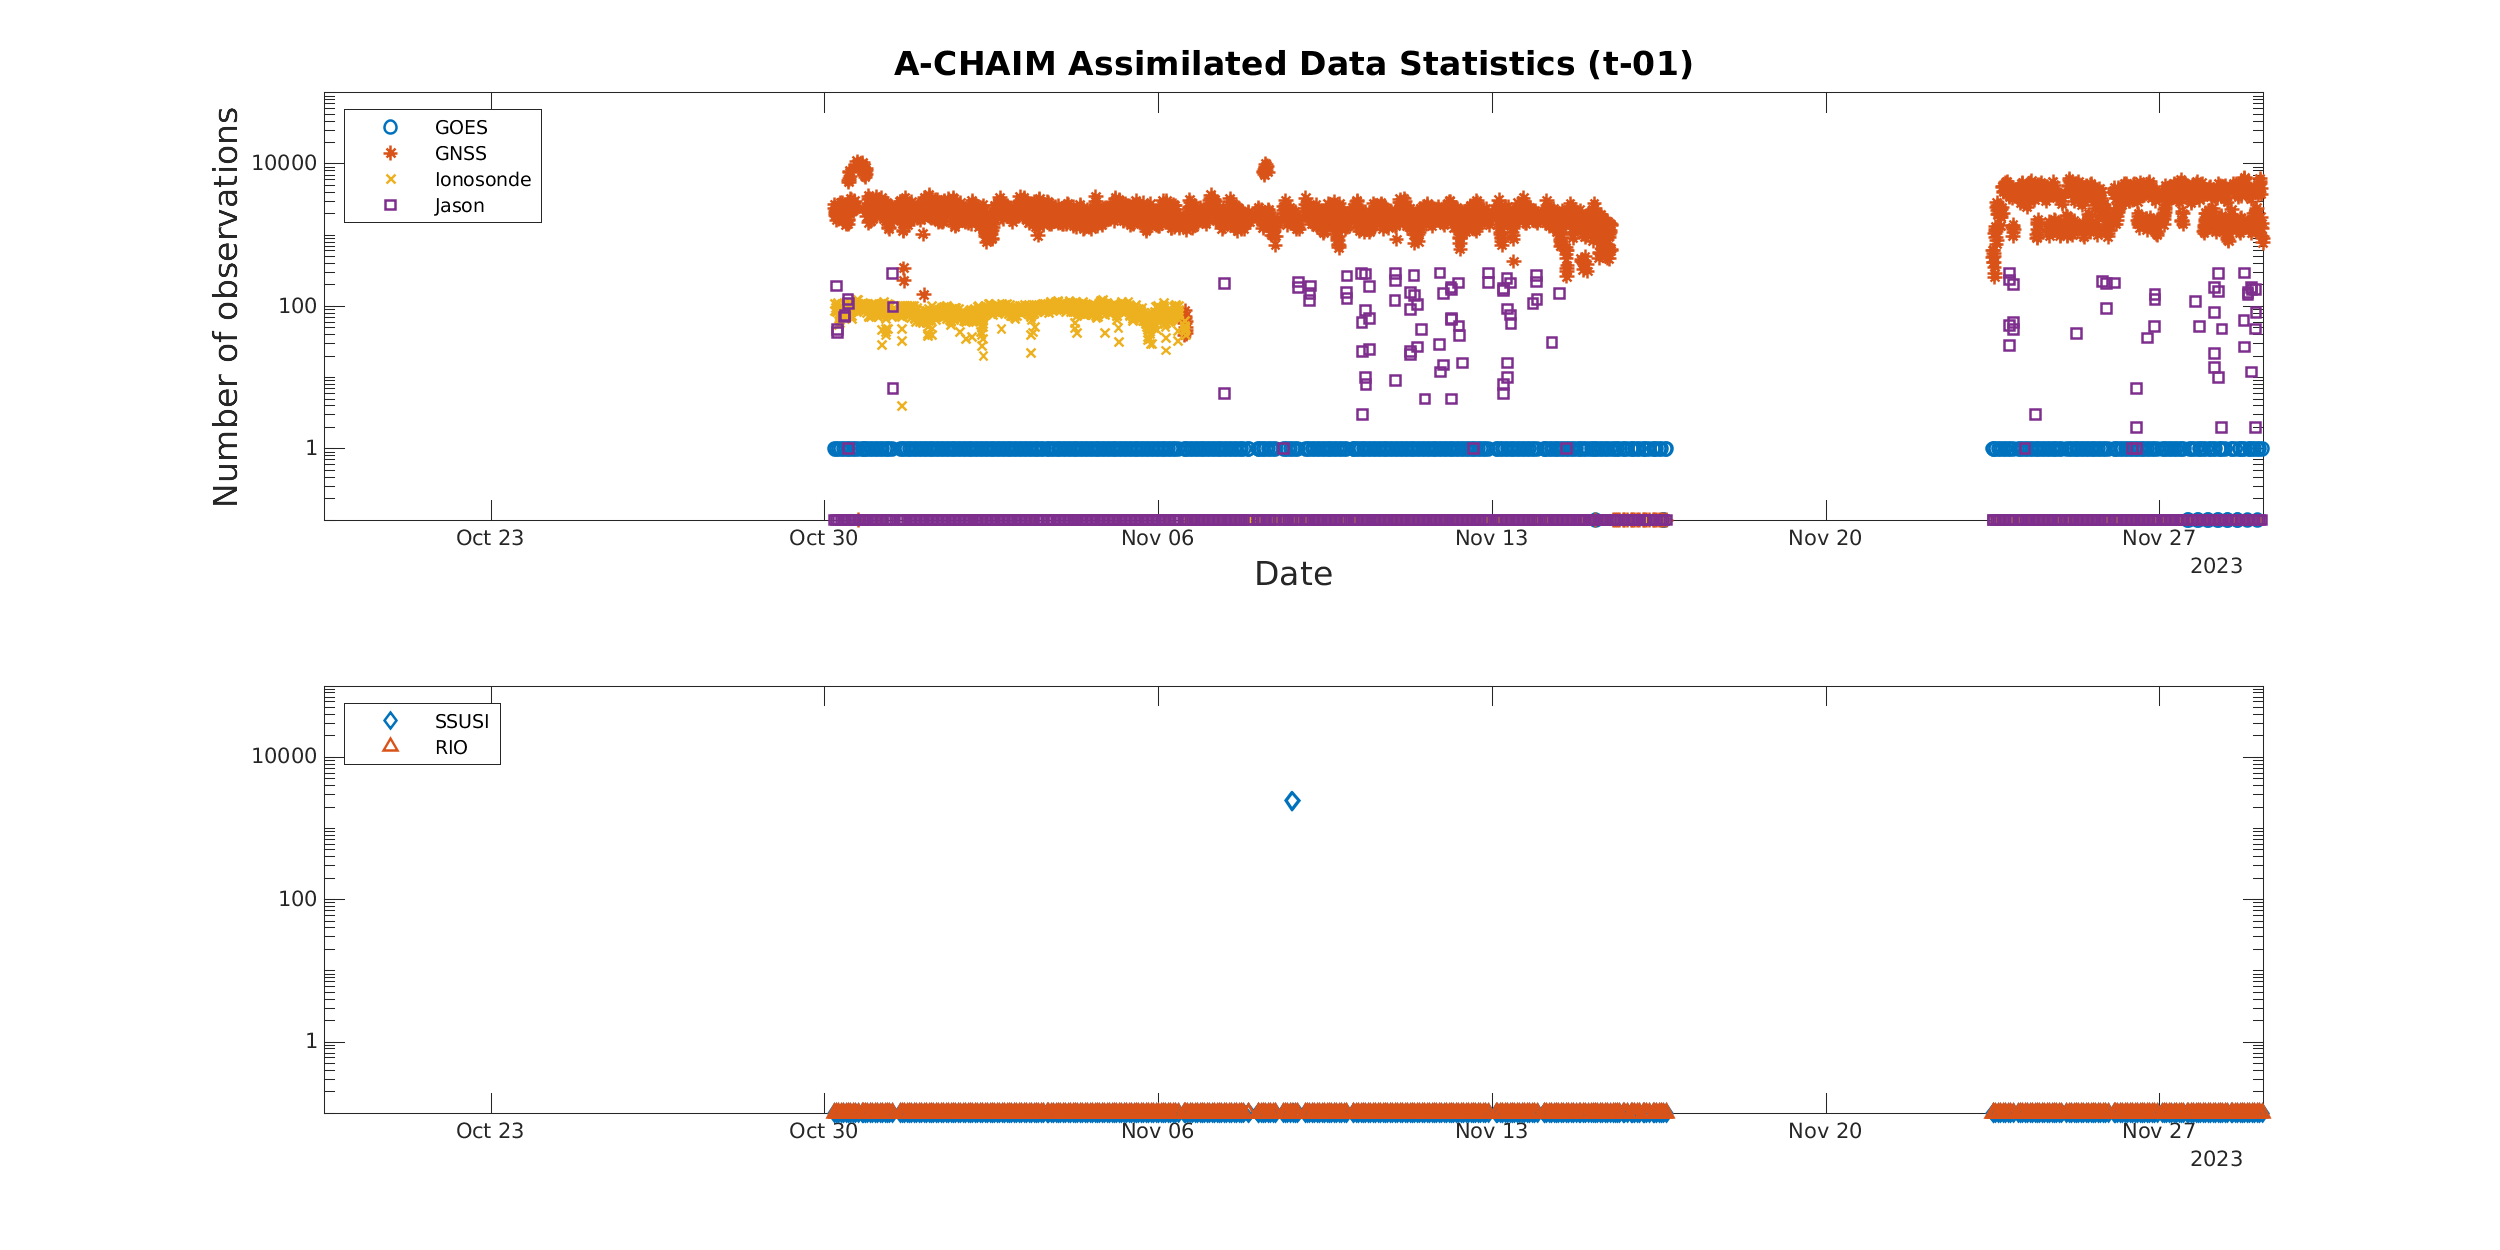 A-CHAIM Assimilated Data Statistics (t-01)
Number of observations
GOES
GNSS
Ionosonde
Jason
10000
100
1
Oct 23 Oct 30 Nov 06 Nov 13 Nov 20 Nov 27
2023
Date
SSUSI
RIO
10000
100
1
Oct 23 Oct 30 Nov 06 Nov 13 Nov 20 Nov 27
2023